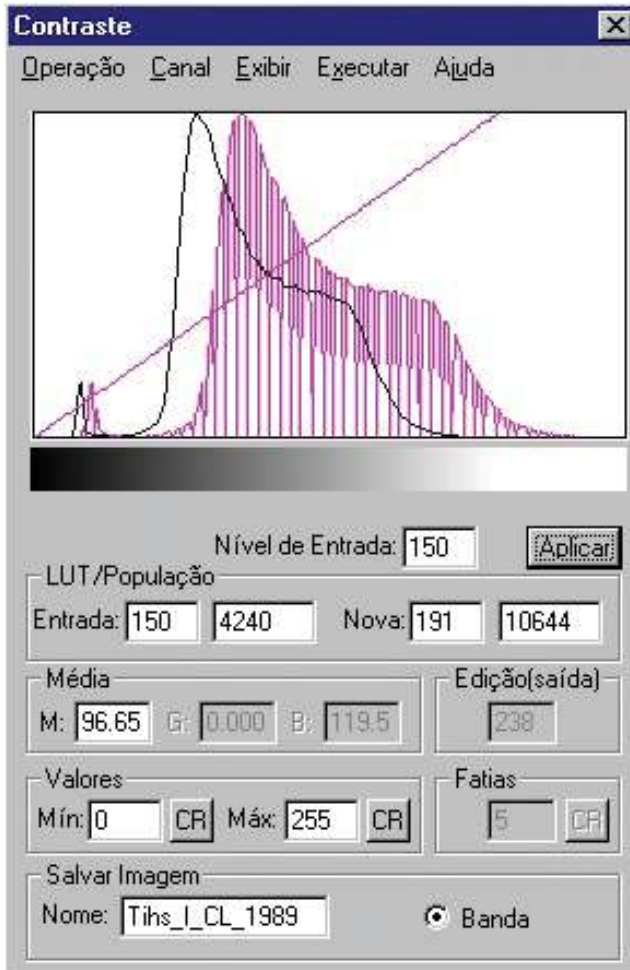 Contraste
Operação Canal Exibir Executar Ajuda
Nível de Entrada: 150 Aplicar
LUT/População
Entrada: 150 4240 Nova: 191 10644
Média Edição(saída)
M: 96.65 G: 0.000 B: 119.5 238
Valores Fatias
Mín: 0 CR Máx: 255 CR 5 CR
Salvar Imagem
Nome: Tihs_I_CL_1989 Banda